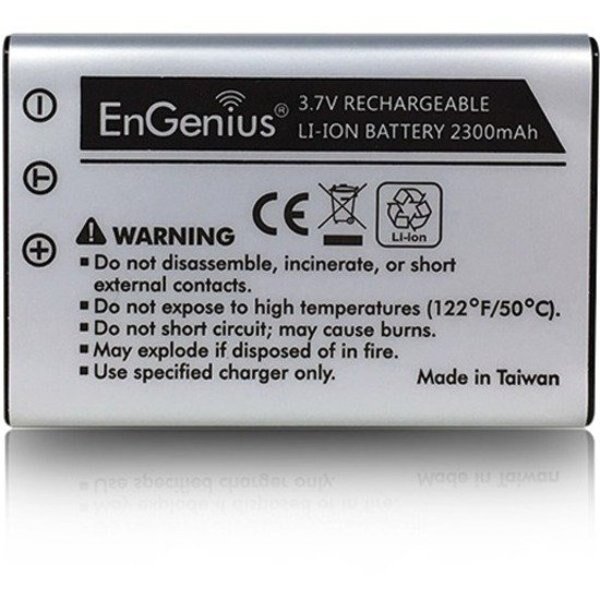 EnGenius® 3.7V RECHARGEABLE
LI-ION BATTERY 2300mAh
− T +
CE
Li-ion
WARNING
▪ Do not disassemble, incinerate, or short
external contacts.
▪ Do not expose to high temperatures (122°F/50°C).
▪ Do not short circuit; may cause burns.
▪ May explode if disposed of in fire.
▪ Use specified charger only.
Made in Taiwan